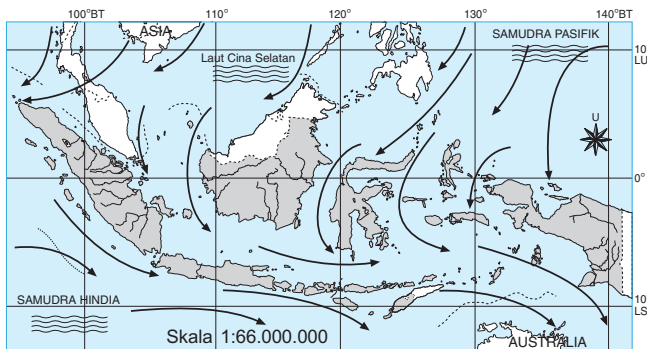 100°BT
110°
120°
130°
140°BT
ASIA
SAMUDRA PASIFIK
Laut Cina Selatan
10
LU
U
0°
SAMUDRA HINDIA
Skala 1:66.000.000
AUSTRALIA
10
LS